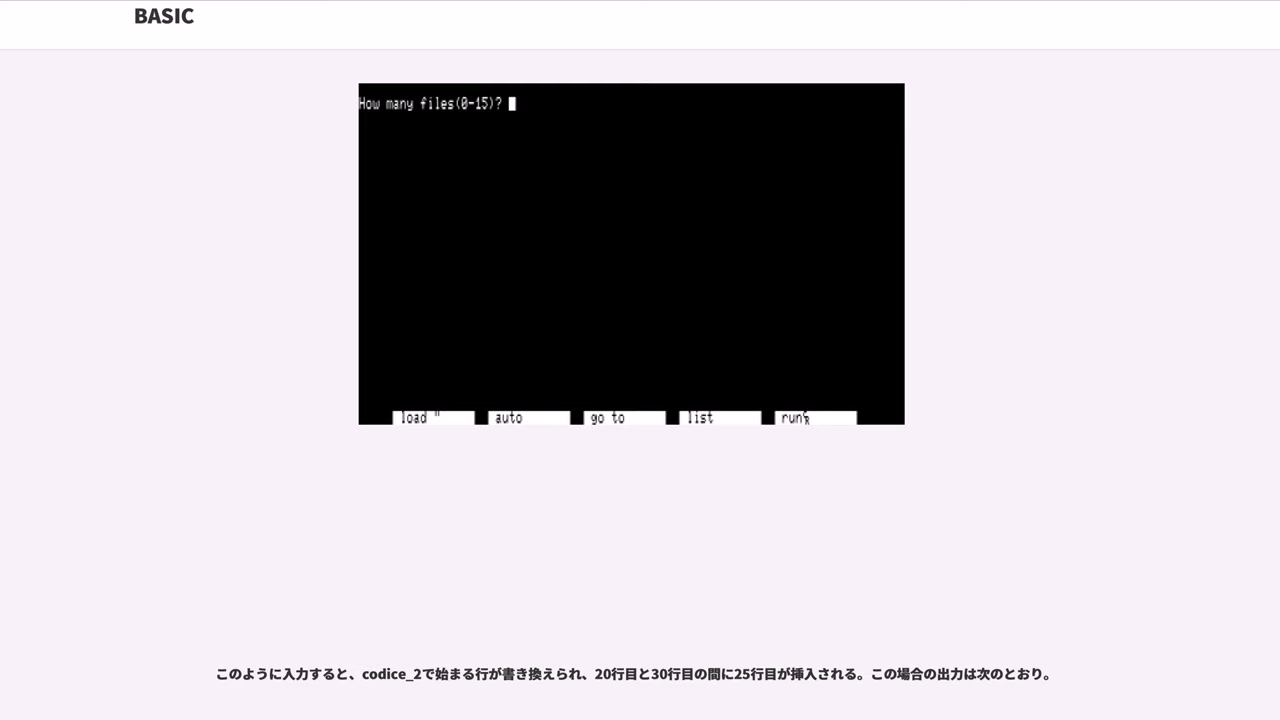 BASIC
How many files(0-15)?
load " auto go to list run
このように入力すると、codice_2で始まる行が書き換えられ、20行目と30行目の間に25行目が挿入される。この場合の出力は次のとおり。